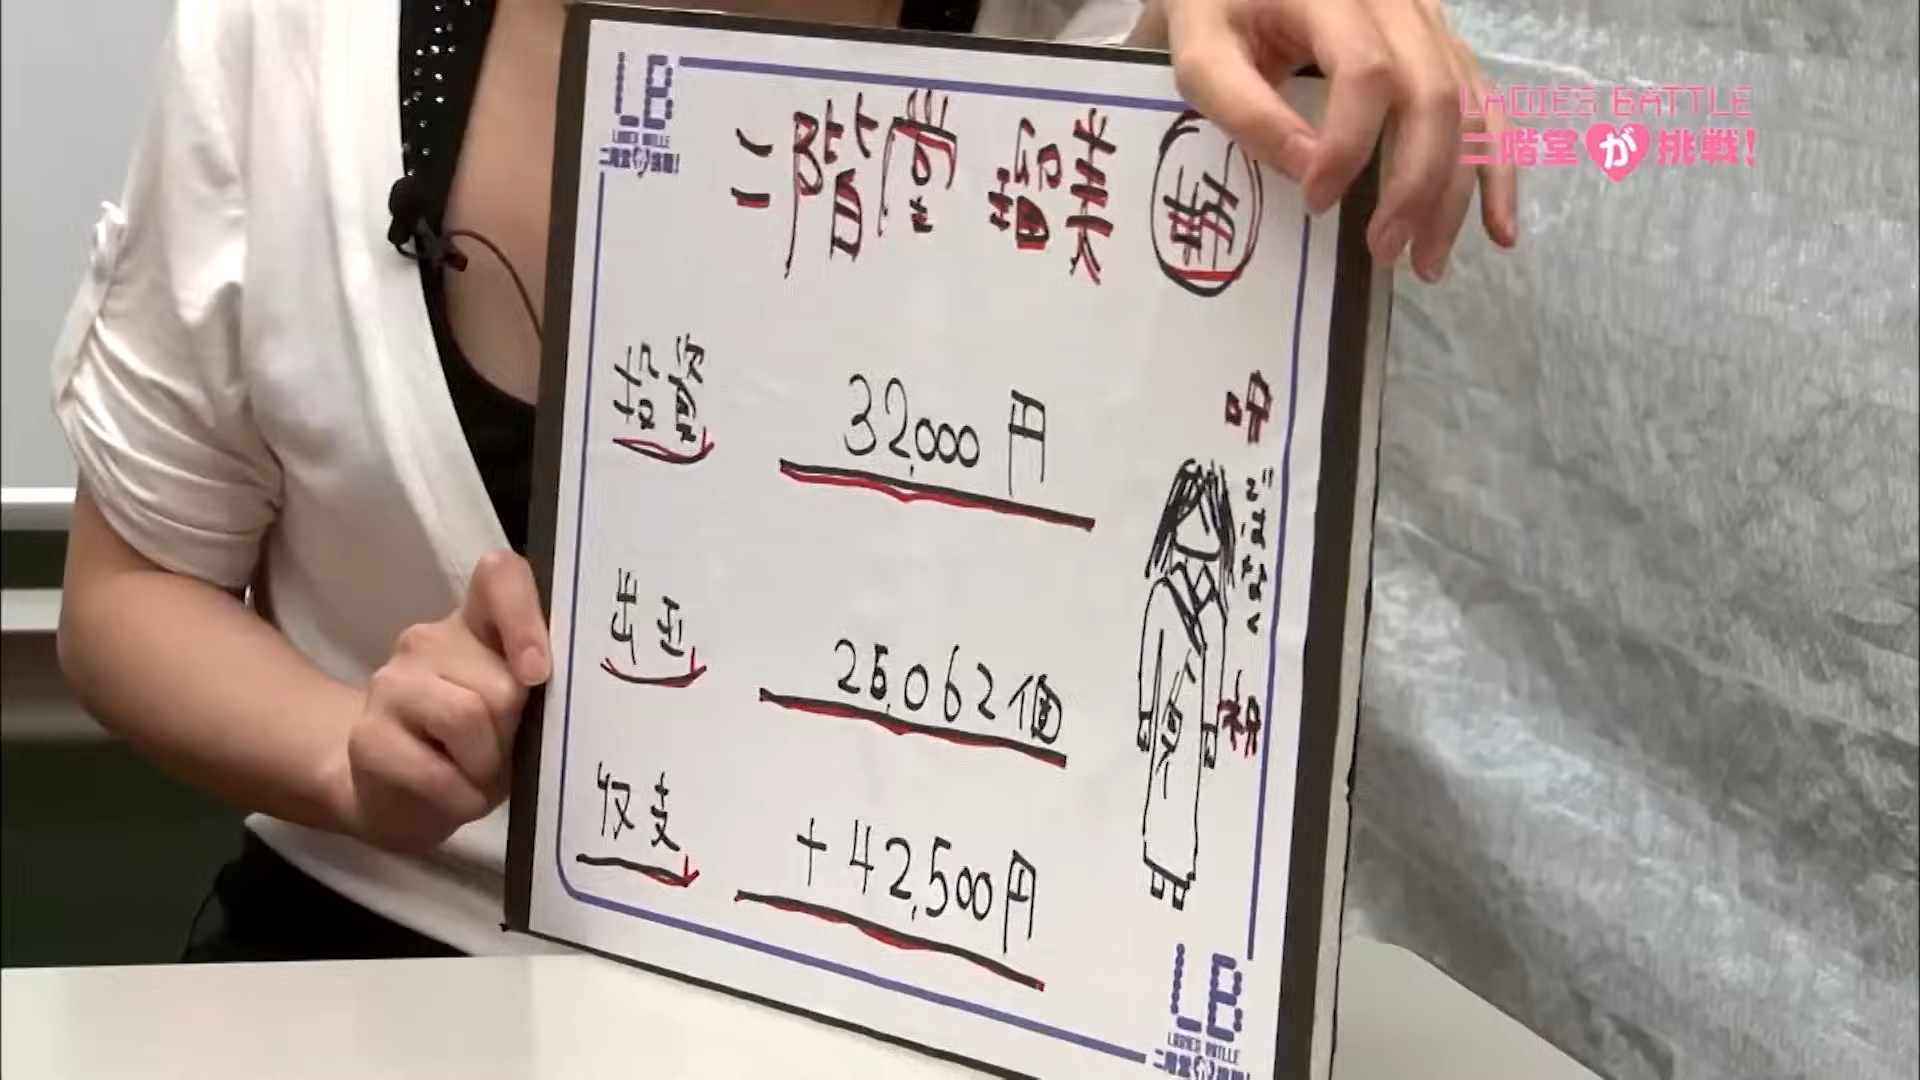 LADIES BATTLE
二階堂が挑戦!
LB
LADIES BATTLE
二階堂が挑戦!
二階堂
投資
32,000円
出玉
25,062個
収支
+42,500円
LB
LADIES BATTLE
二階堂が挑戦!